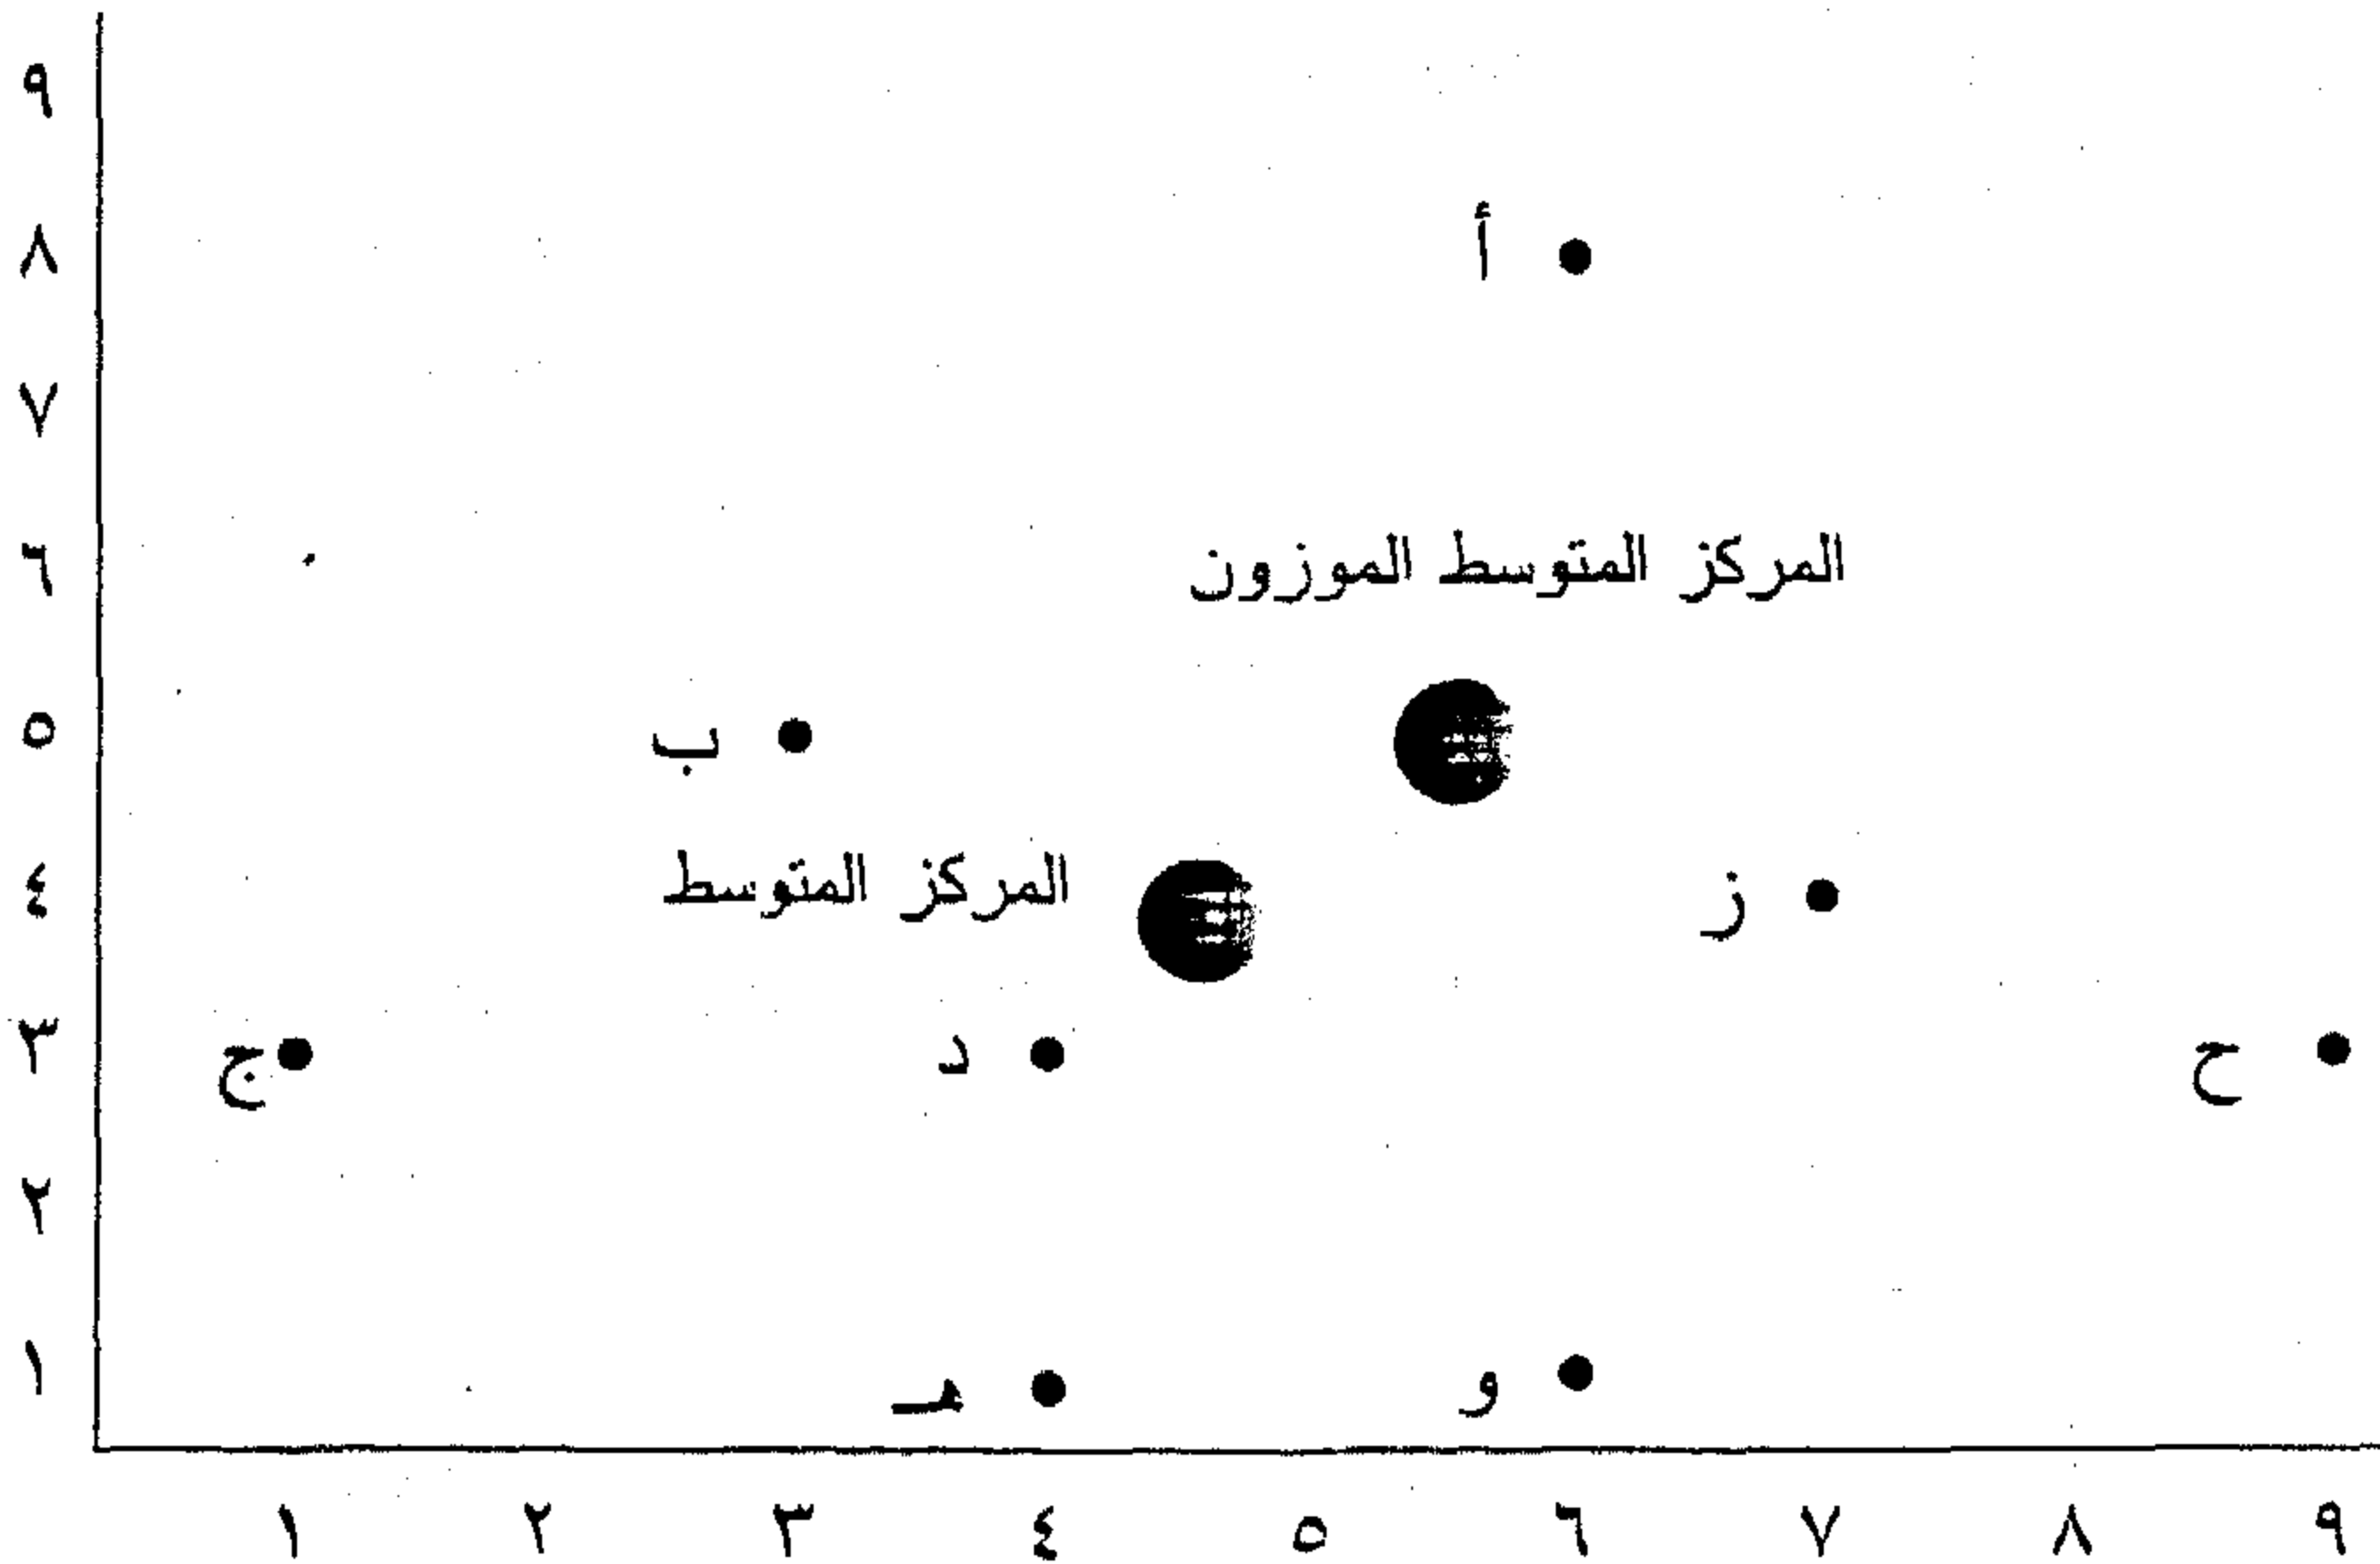 ٩
٨
أ
٧
٦
المركز المتوسط الموزون
٥
ب
٤
المركز المتوسط
ز
٣
ج
د
ح
٢
١
هـ
و
١ ٢ ٣ ٤ ٥ ٦ ٧ ٨ ٩